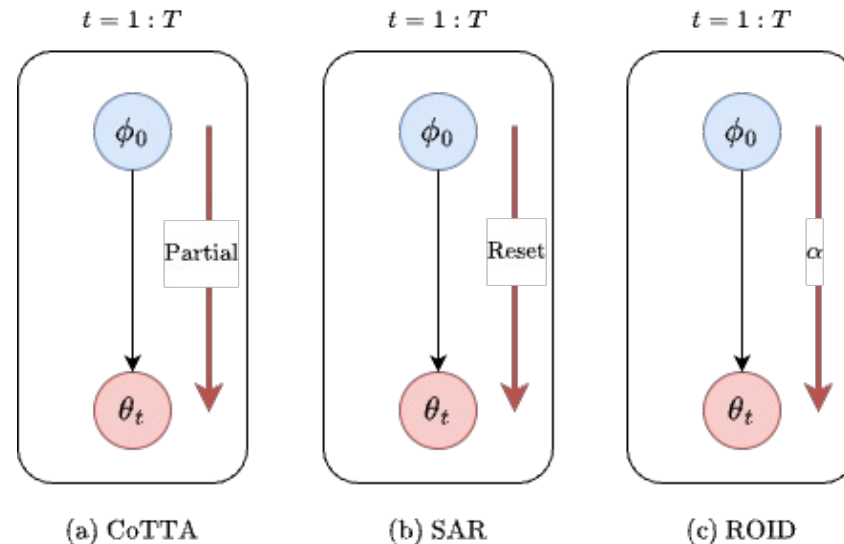 t = 1 : T
t = 1 : T
t = 1 : T
ϕ₀
ϕ₀
ϕ₀
Partial
Reset
α
θₜ
θₜ
θₜ
(a) CoTTA
(b) SAR
(c) ROID